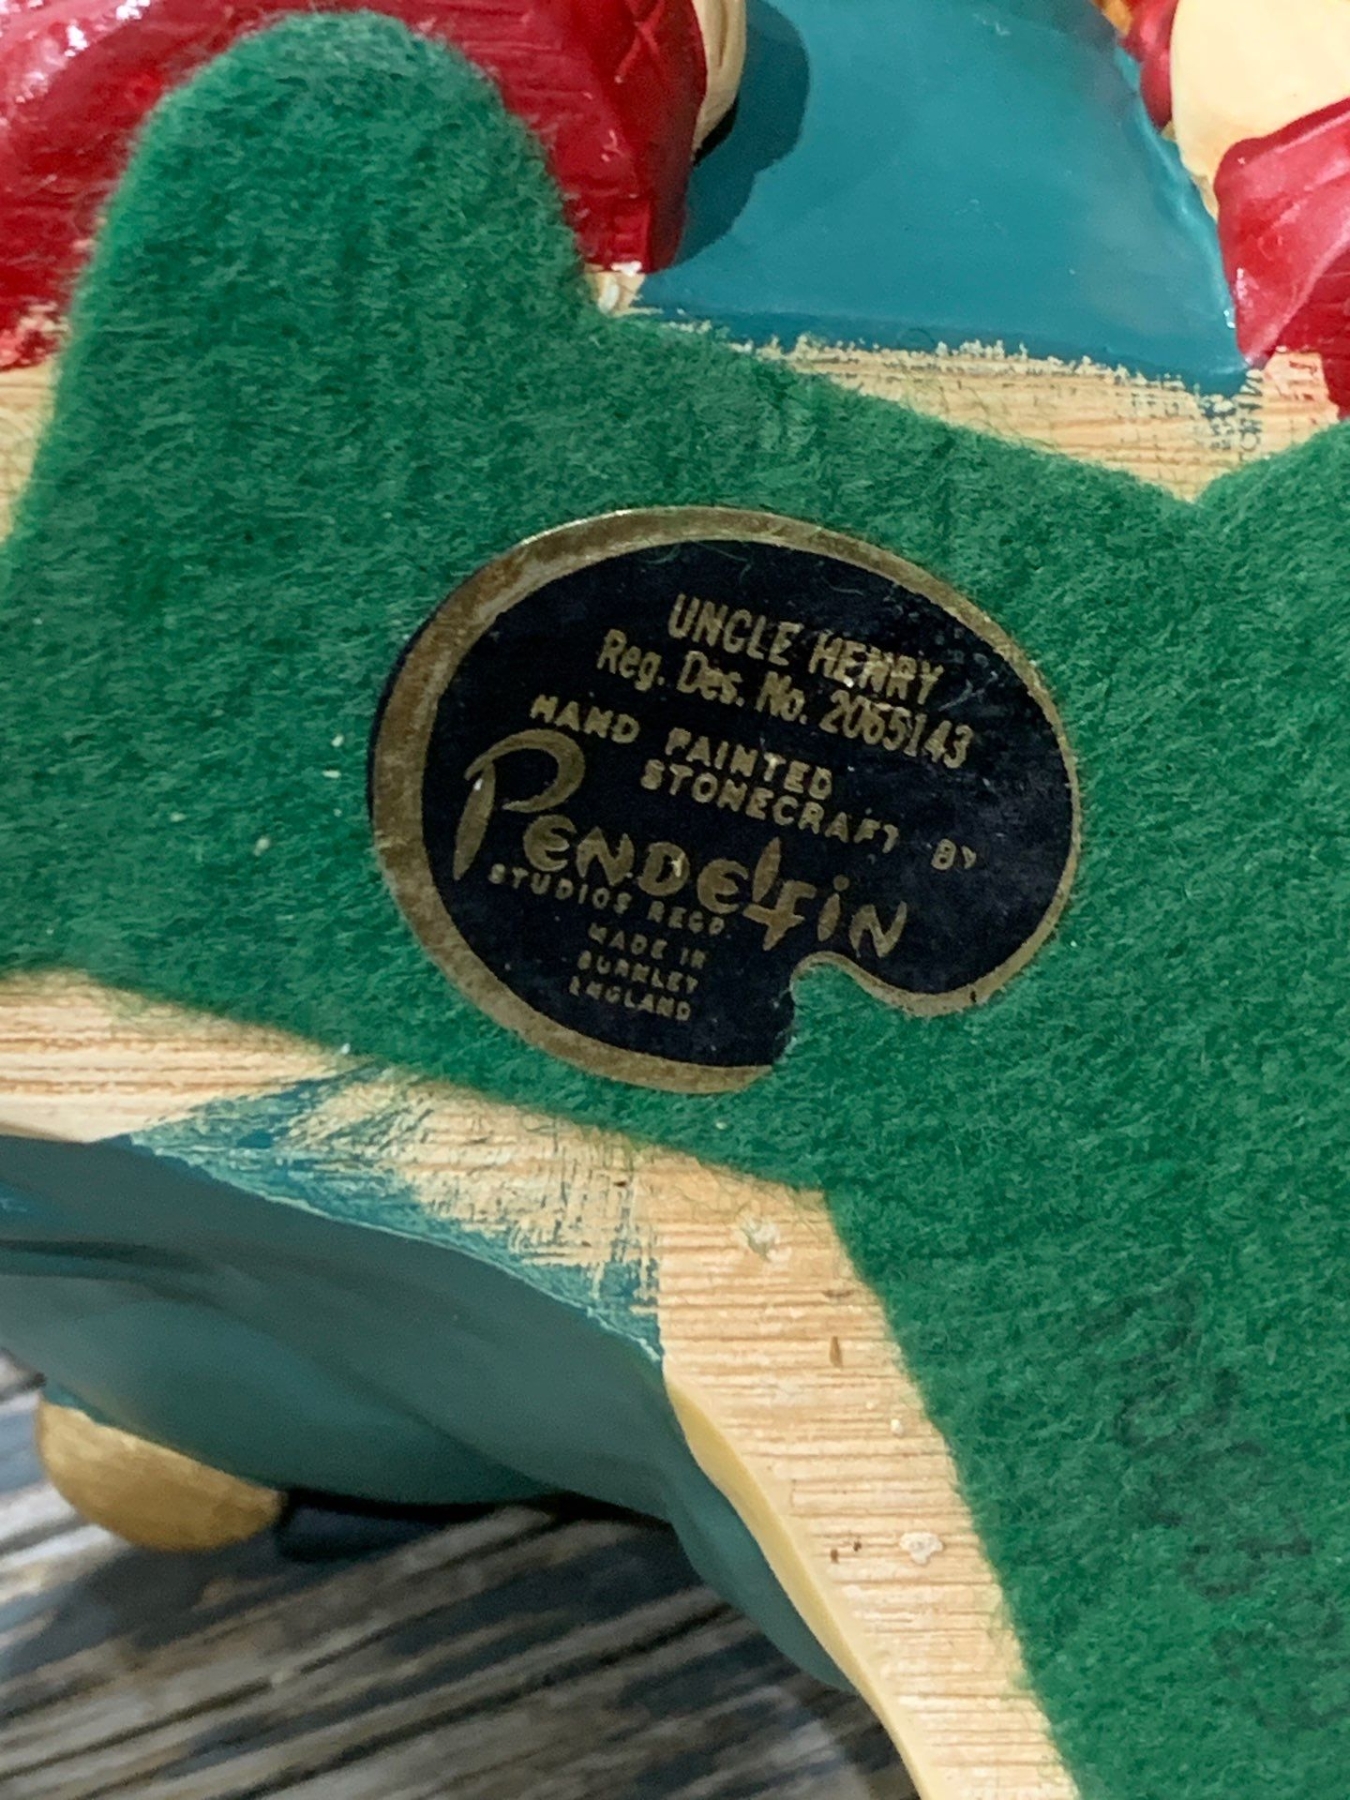 UNCLE HENRY
Reg. Des. No. 2065143
HAND PAINTED
STONECRAFT BY
PENDELFIN
STUDIOS REGD.
MADE IN
BURNLEY
ENGLAND